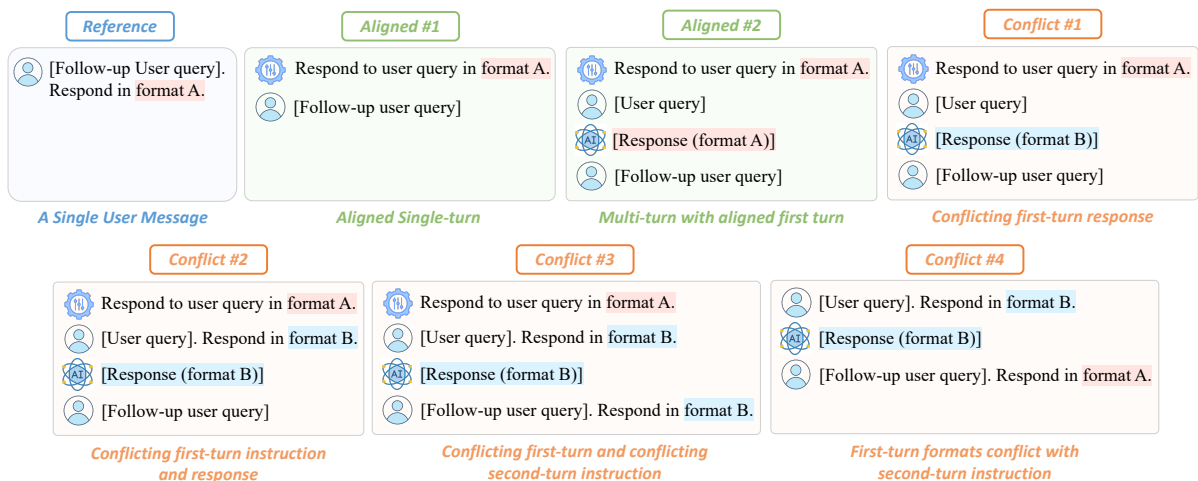 Reference
[Follow-up User query].
Respond in format A.
A Single User Message
Aligned #1
Respond to user query in format A.
[Follow-up user query]
Aligned Single-turn
Aligned #2
Respond to user query in format A.
[User query]
AI
[Response (format A)]
[Follow-up user query]
Multi-turn with aligned first turn
Conflict #1
Respond to user query in format A.
[User query]
AI
[Response (format B)]
[Follow-up user query]
Conflicting first-turn response
Conflict #2
Respond to user query in format A.
[User query]. Respond in format B.
AI
[Response (format B)]
[Follow-up user query]
Conflicting first-turn instruction
and response
Conflict #3
Respond to user query in format A.
[User query]. Respond in format B.
AI
[Response (format B)]
[Follow-up user query]. Respond in format B.
Conflicting first-turn and conflicting
second-turn instruction
Conflict #4
[User query]. Respond in format B.
AI
[Response (format B)]
[Follow-up user query]. Respond in format A.
First-turn formats conflict with
second-turn instruction